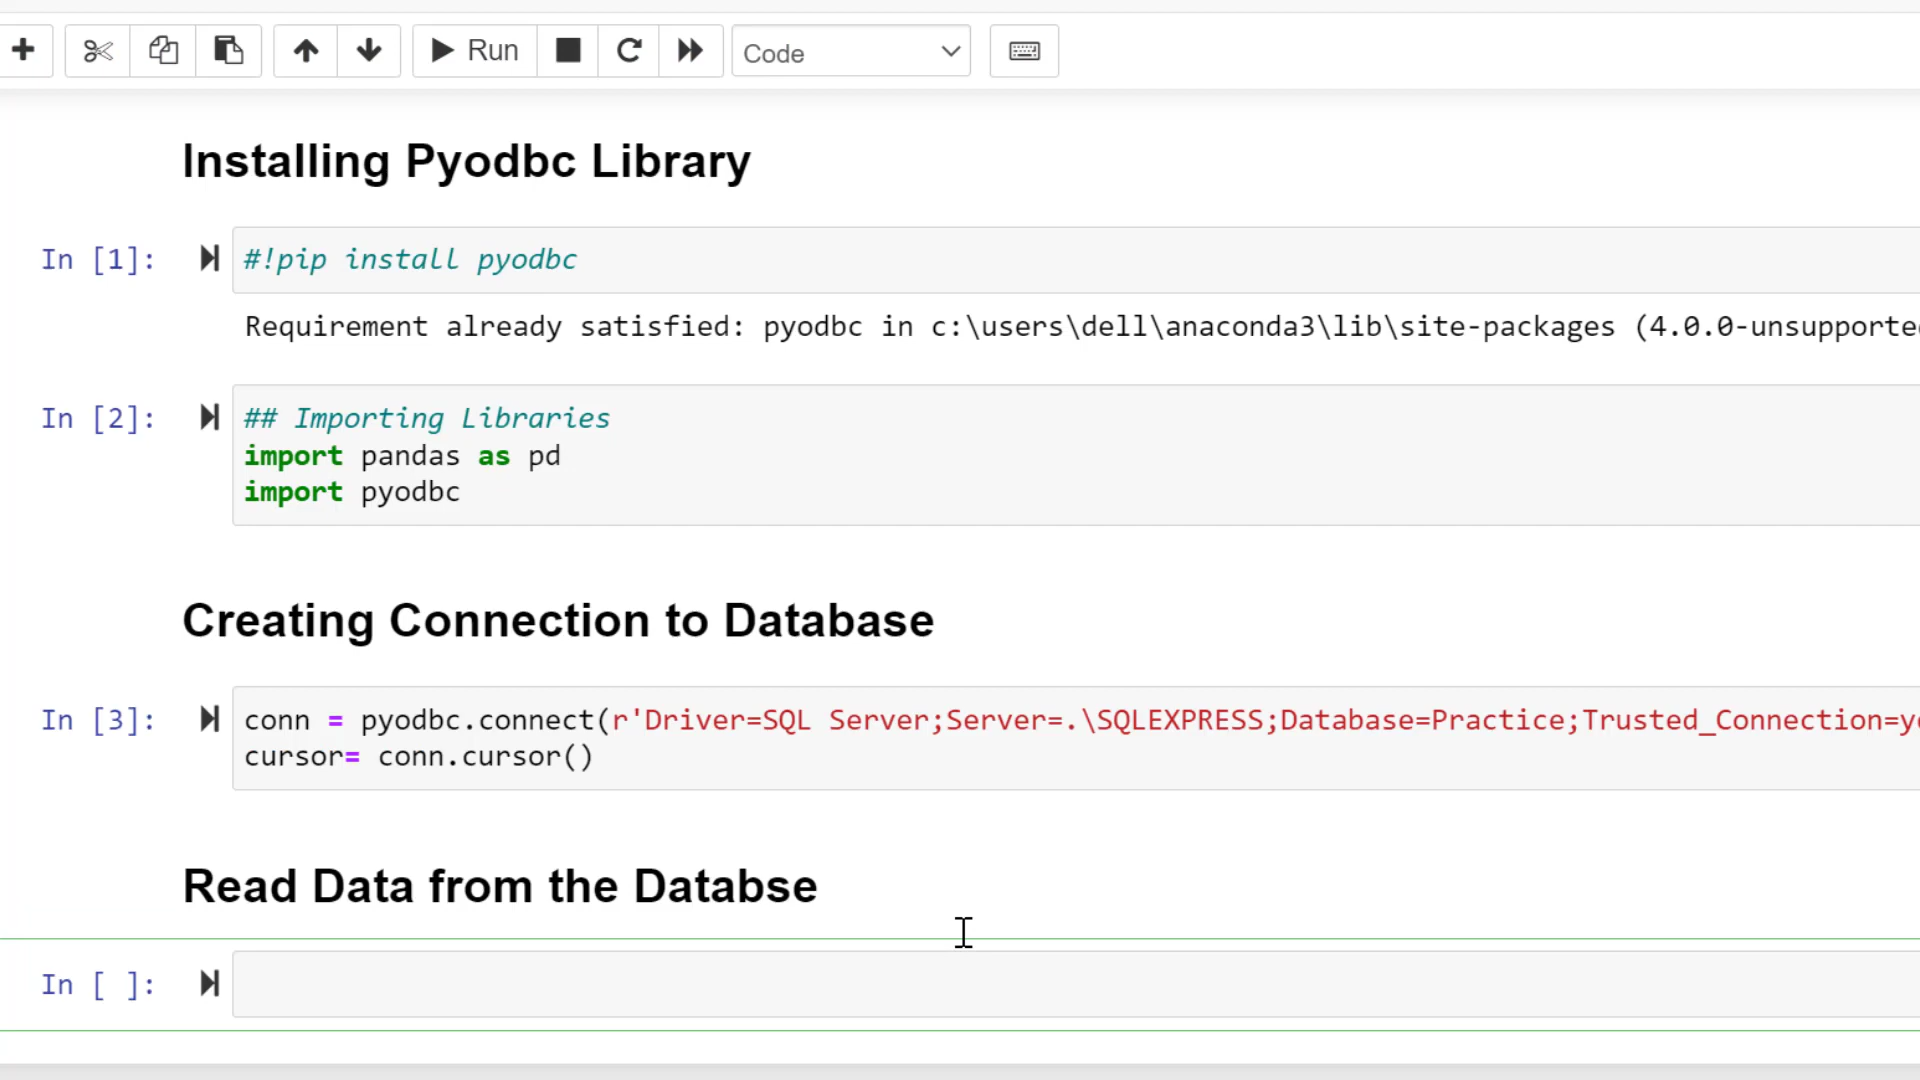 Run
Code
Installing Pyodbc Library
In [1]:
#!pip install pyodbc
Requirement already satisfied: pyodbc in c:\users\dell\anaconda3\lib\site-packages (4.0.0-unsupported
In [2]:
## Importing Libraries
import pandas as pd
import pyodbc
Creating Connection to Database
In [3]:
conn = pyodbc.connect(r'Driver=SQL Server;Server=.\SQLEXPRESS;Database=Practice;Trusted_Connection=y
cursor= conn.cursor()
Read Data from the Databse
In [ ]: